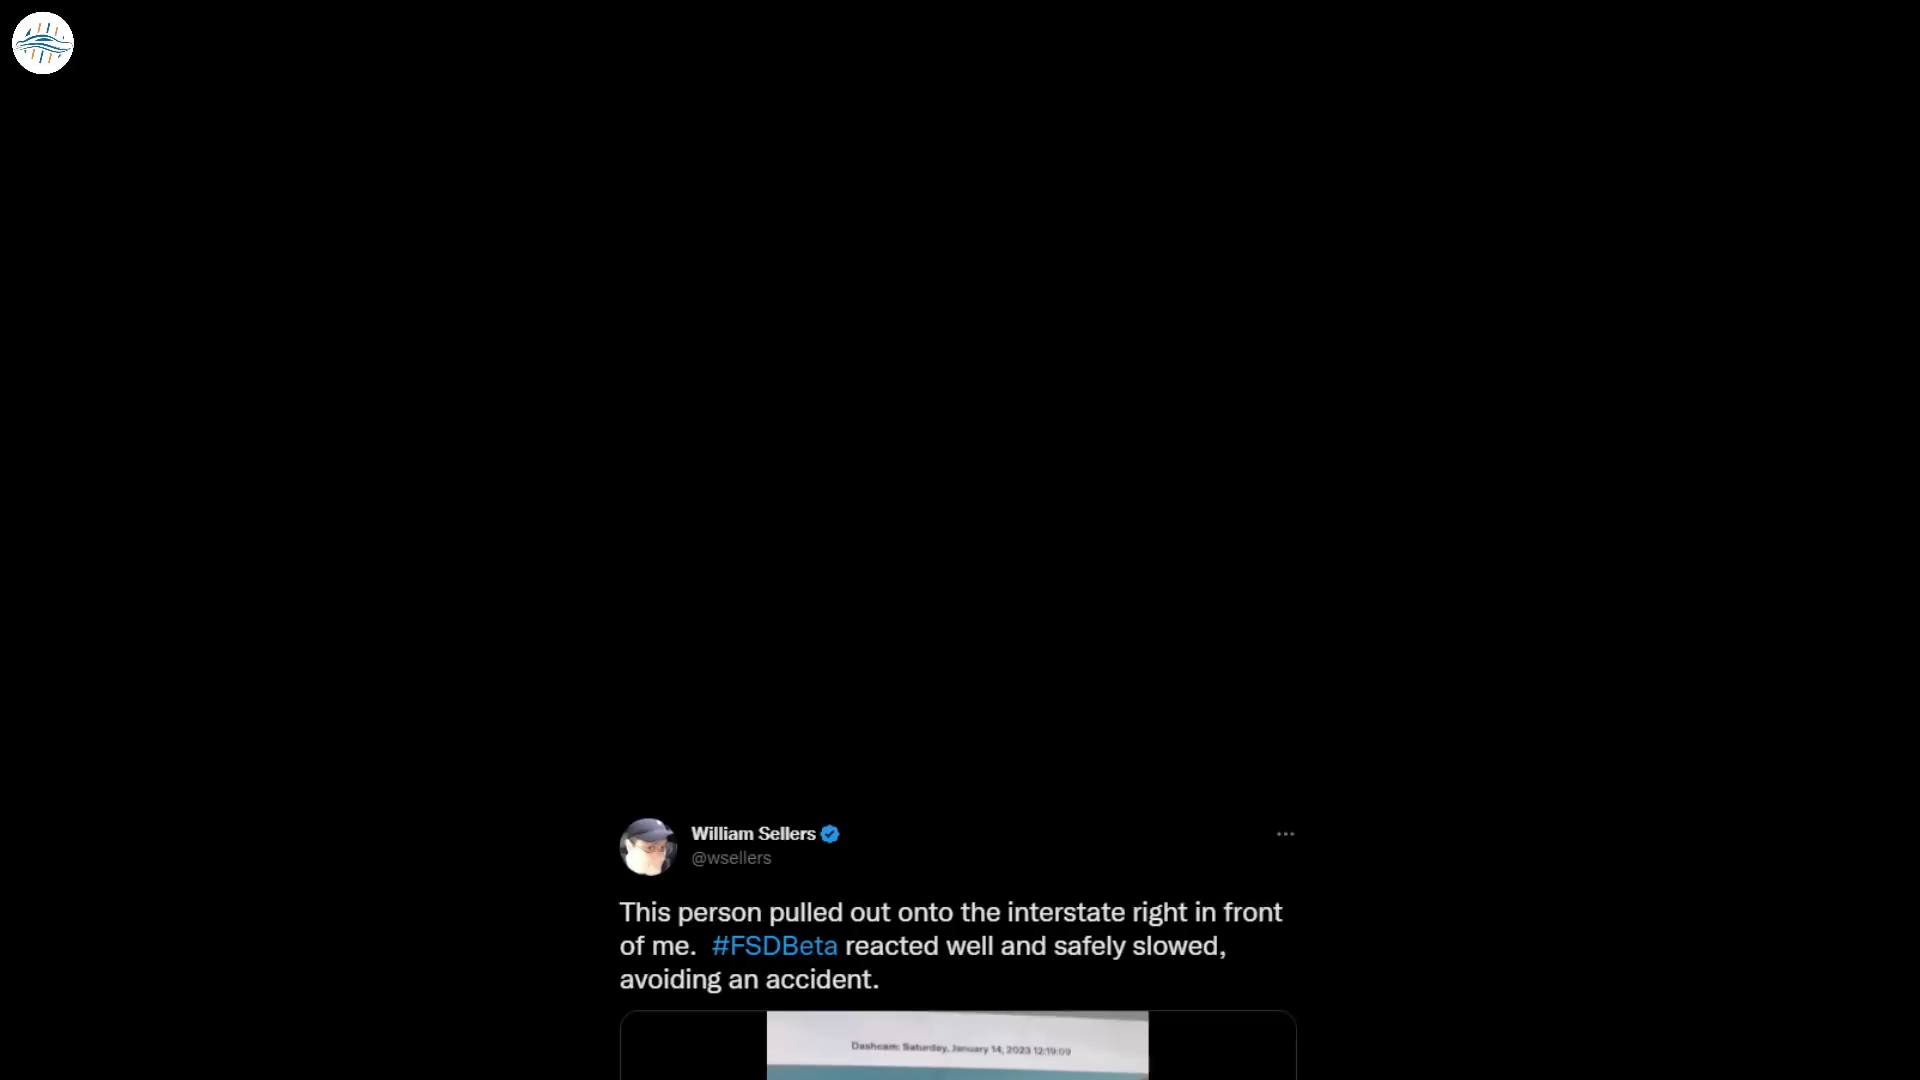 William Sellers
@wsellers
This person pulled out onto the interstate right in front
of me. #FSDBeta reacted well and safely slowed,
avoiding an accident.
Dashcam: Saturday, January 14, 2023 12:19:09